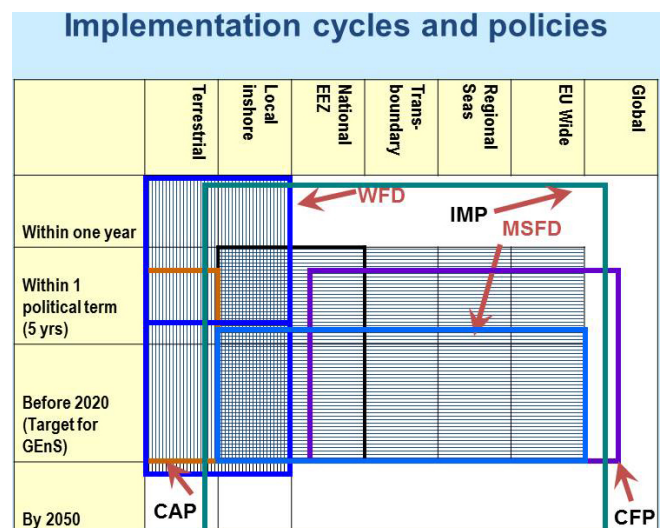 Implementation cycles and policies
Terrestrial
Local
inshore
National
EEZ
Trans-
boundary
Regional
Seas
EU Wide
Global
WFD
IMP
MSFD
Within one year
Within 1
political term
(5 yrs)
Before 2020
(Target for
GEnS)
CAP
CFP
By 2050